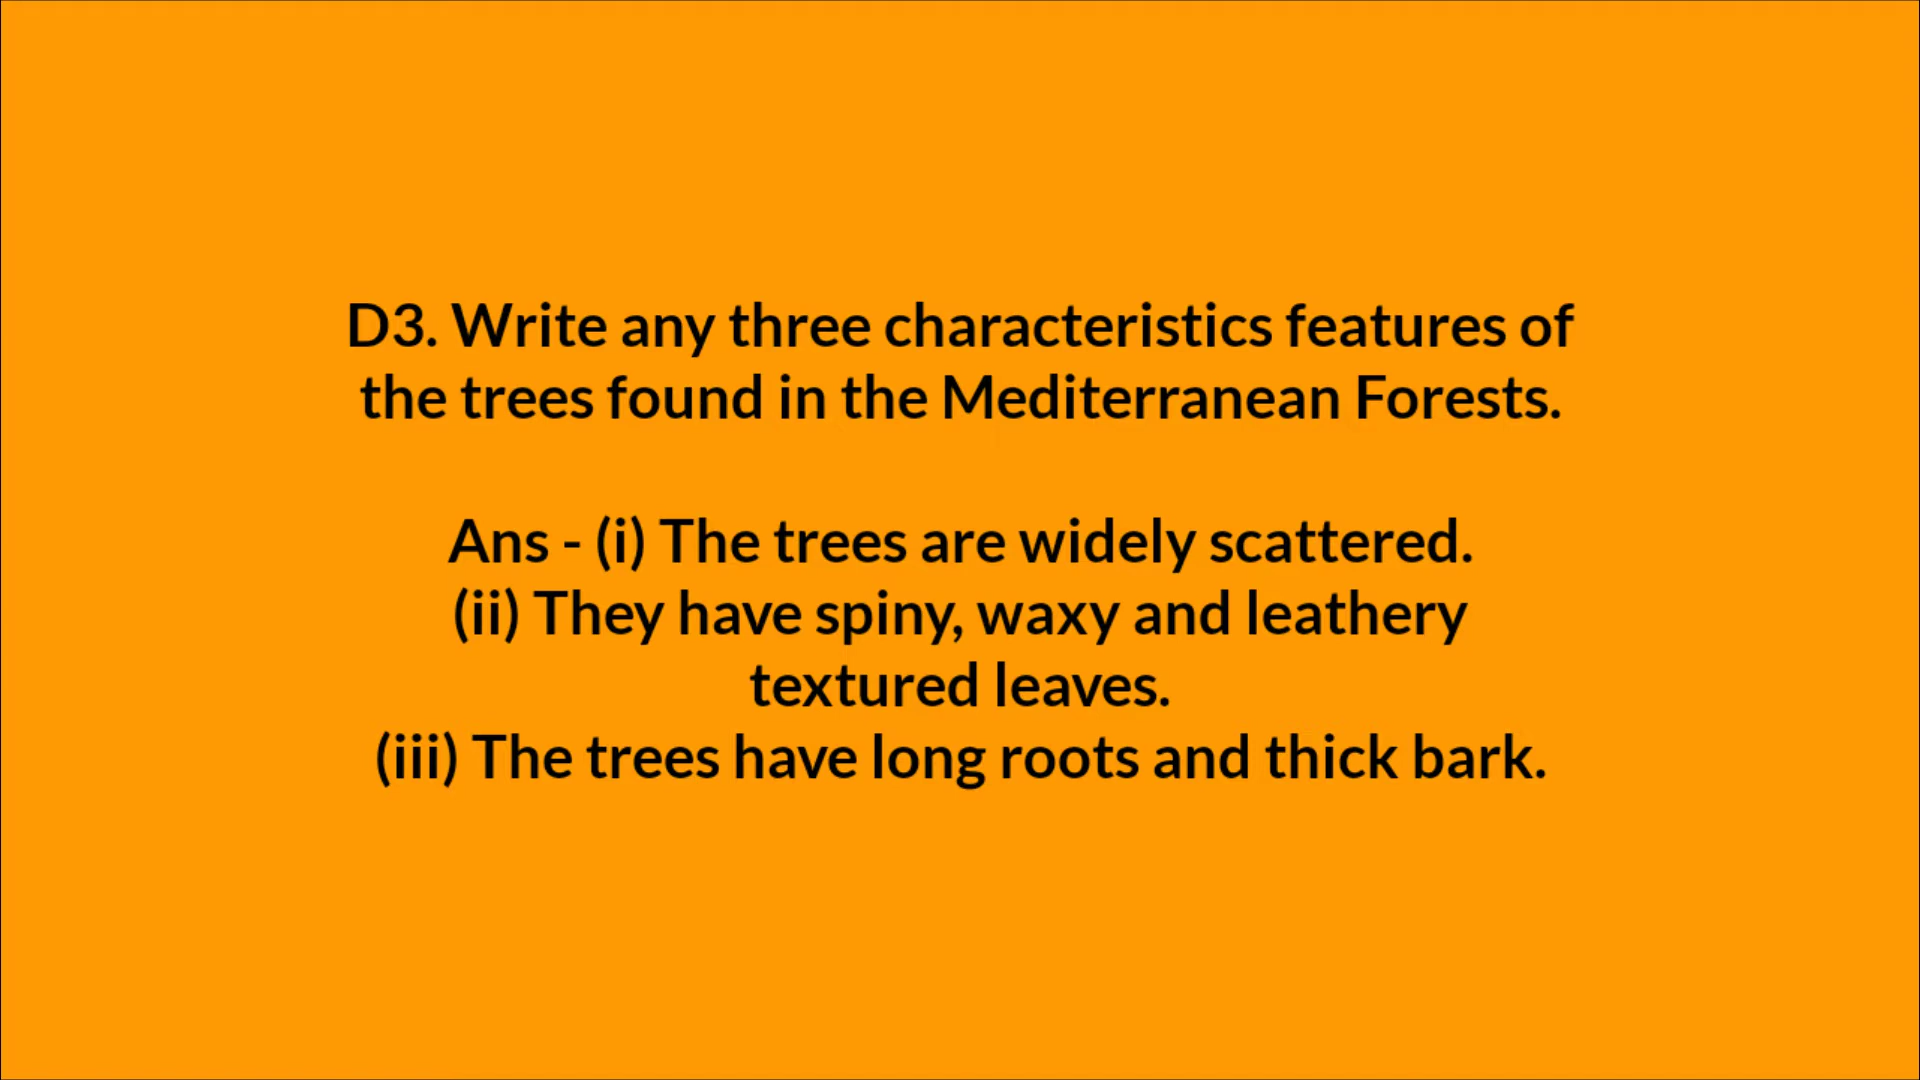 D3. Write any three characteristics features of
the trees found in the Mediterranean Forests.
Ans - (i) The trees are widely scattered.
(ii) They have spiny, waxy and leathery
textured leaves.
(iii) The trees have long roots and thick bark.